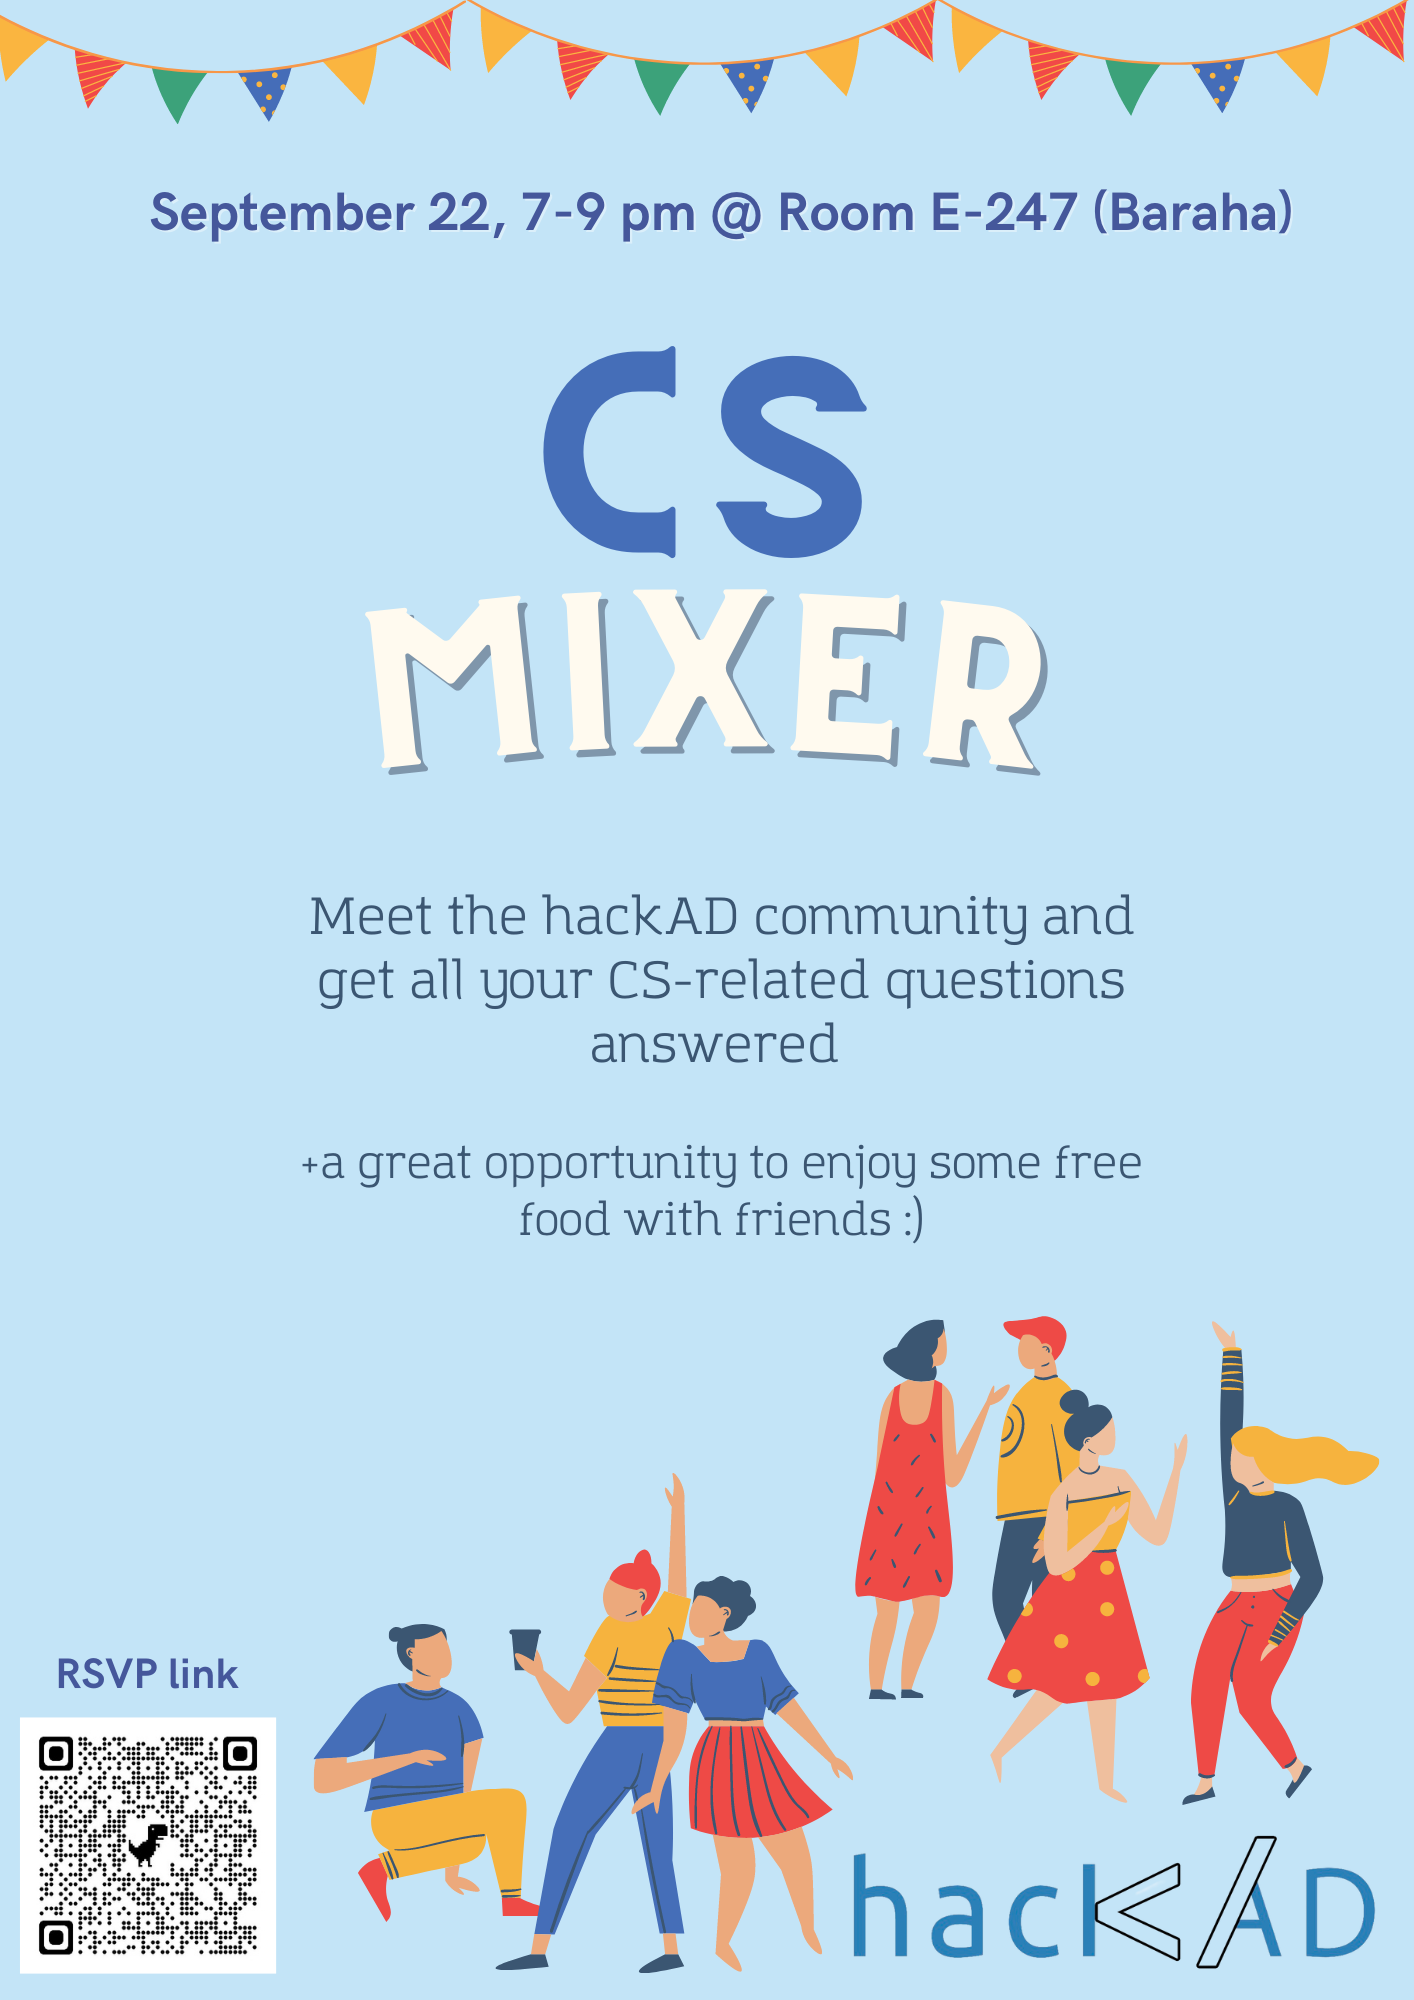 September 22, 7-9 pm @ Room E-247 (Baraha)
CS
MIXER
Meet the hackAD community and
get all your CS-related questions
answered
+a great opportunity to enjoy some free
food with friends :)
RSVP link
hackAD